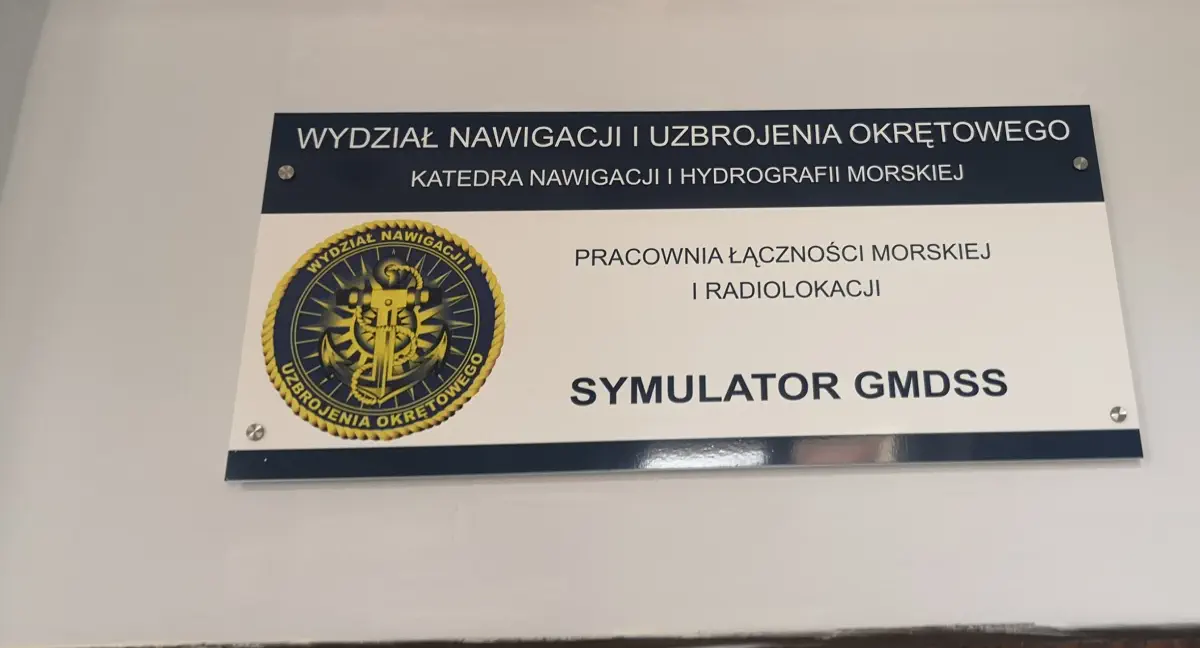 WYDZIAŁ NAWIGACJI I UZBROJENIA OKRĘTOWEGO
KATEDRA NAWIGACJI I HYDROGRAFII MORSKIEJ
WYDZIAŁ NAWIGACJI I
UZBROJENIA OKRĘTOWEGO
PRACOWNIA ŁĄCZNOŚCI MORSKIEJ
I RADIOLOKACJI
SYMULATOR GMDSS